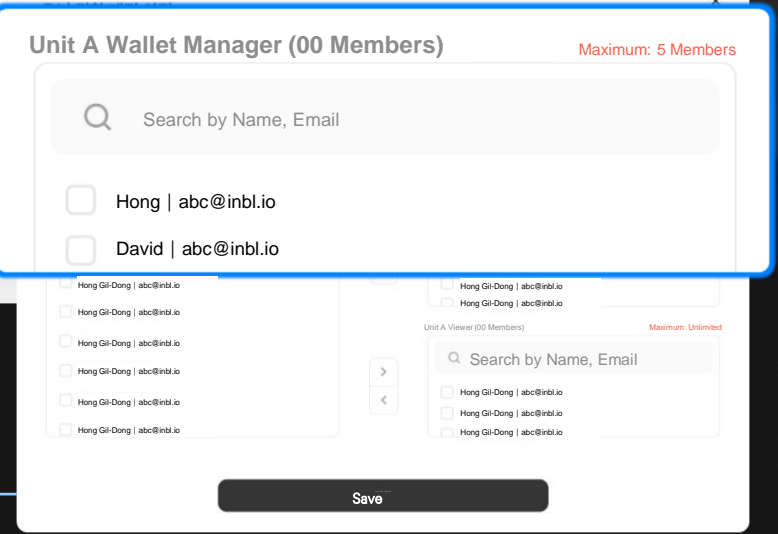 Unit A Wallet Manager (00 Members)
Maximum: 5 Members
Search by Name, Email
Hong | abc@inbl.io
David | abc@inbl.io
Hong Gil-Dong | abc@inbl.io
Hong Gil-Dong | abc@inbl.io
Hong Gil-Dong | abc@inbl.io
Hong Gil-Dong | abc@inbl.io
Hong Gil-Dong | abc@inbl.io
Hong Gil-Dong | abc@inbl.io
Hong Gil-Dong | abc@inbl.io
Hong Gil-Dong | abc@inbl.io
Unit A Viewer (00 Members)
Maximum: Unlimited
Search by Name, Email
Hong Gil-Dong | abc@inbl.io
Hong Gil-Dong | abc@inbl.io
Hong Gil-Dong | abc@inbl.io
Save